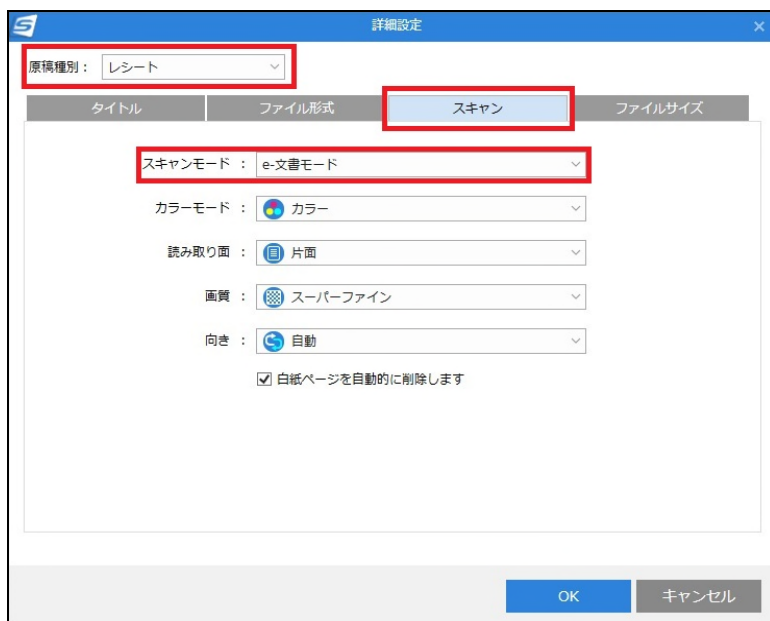 詳細設定
原稿種別： レシート
タイトル ファイル形式 スキャン ファイルサイズ
スキャンモード ： e-文書モード
カラーモード ： カラー
読み取り面 ： 片面
画質 ： スーパーファイン
向き ： 自動
白紙ページを自動的に削除します
OK キャンセル